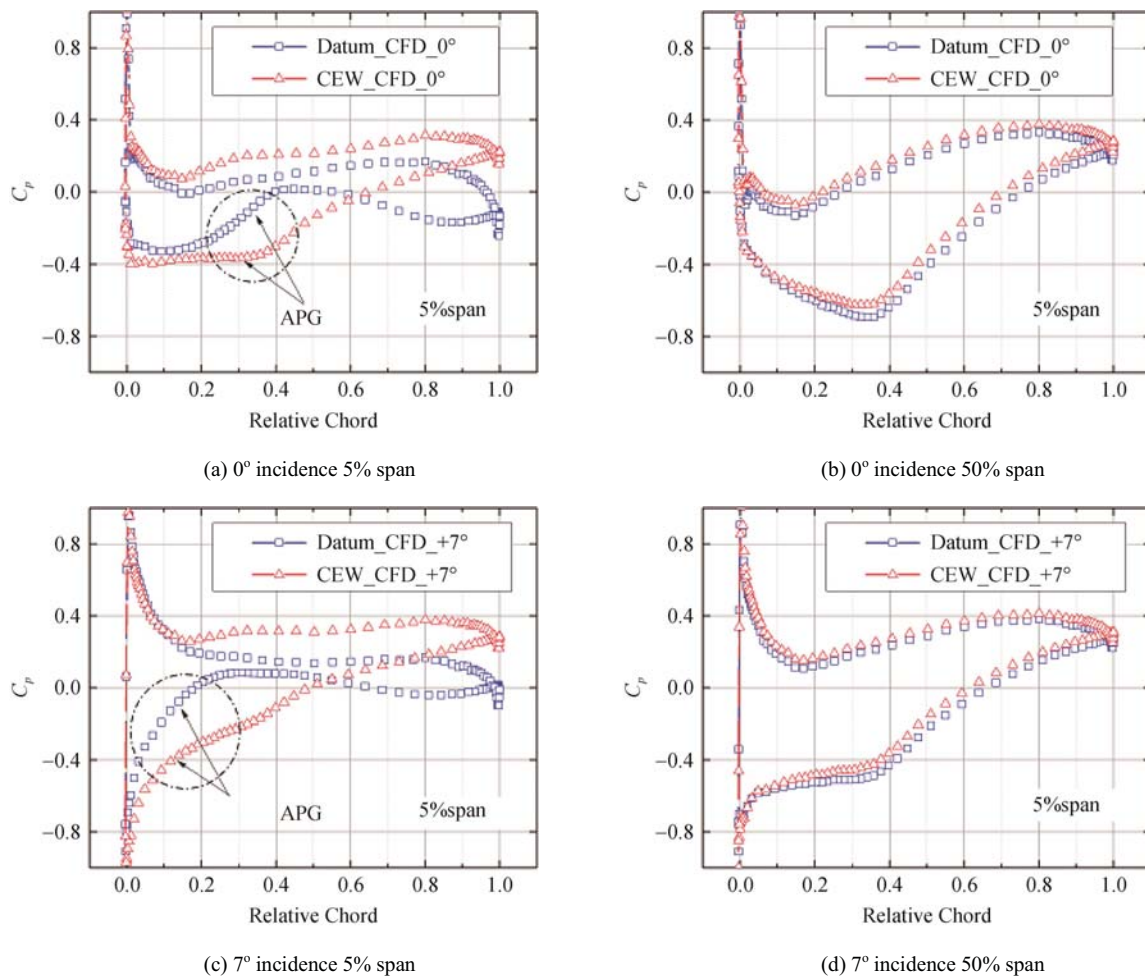 Datum_CFD_0°
CEW_CFD_0°
0.8
0.4
0.0
−0.4
−0.8
Cp
APG
5%span
0.0 0.2 0.4 0.6 0.8 1.0
Relative Chord
(a) 0° incidence 5% span
Datum_CFD_0°
CEW_CFD_0°
0.8
0.4
0.0
−0.4
−0.8
Cp
5%span
0.0 0.2 0.4 0.6 0.8 1.0
Relative Chord
(b) 0° incidence 50% span
Datum_CFD_+7°
CEW_CFD_+7°
0.8
0.4
0.0
−0.4
−0.8
Cp
APG
5%span
0.0 0.2 0.4 0.6 0.8 1.0
Relative Chord
(c) 7° incidence 5% span
Datum_CFD_+7°
CEW_CFD_+7°
0.8
0.4
0.0
−0.4
−0.8
Cp
5%span
0.0 0.2 0.4 0.6 0.8 1.0
Relative Chord
(d) 7° incidence 50% span